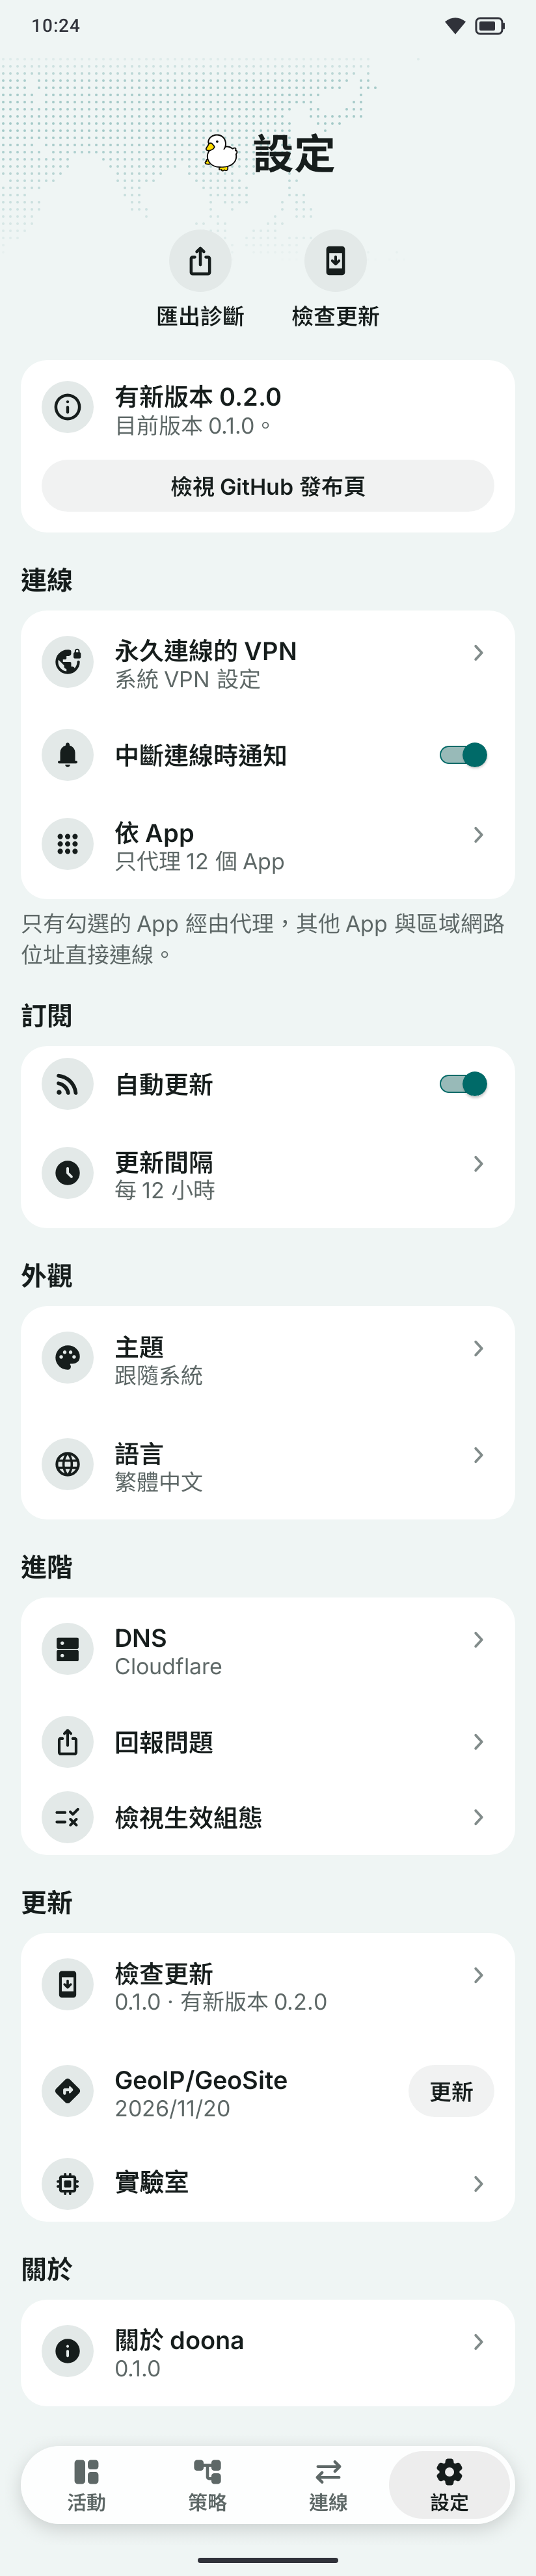 10:24
設定
匯出診斷
檢查更新
有新版本 0.2.0
目前版本 0.1.0。
檢視 GitHub 發布頁
連線
永久連線的 VPN
系統 VPN 設定
中斷連線時通知
依 App
只代理 12 個 App
只有勾選的 App 經由代理，其他 App 與區域網路
位址直接連線。
訂閱
自動更新
更新間隔
每 12 小時
外觀
主題
跟隨系統
語言
繁體中文
進階
DNS
Cloudflare
回報問題
檢視生效組態
更新
檢查更新
0.1.0 · 有新版本 0.2.0
GeoIP/GeoSite
2026/11/20
更新
實驗室
關於
關於 doona
0.1.0
活動
策略
連線
設定